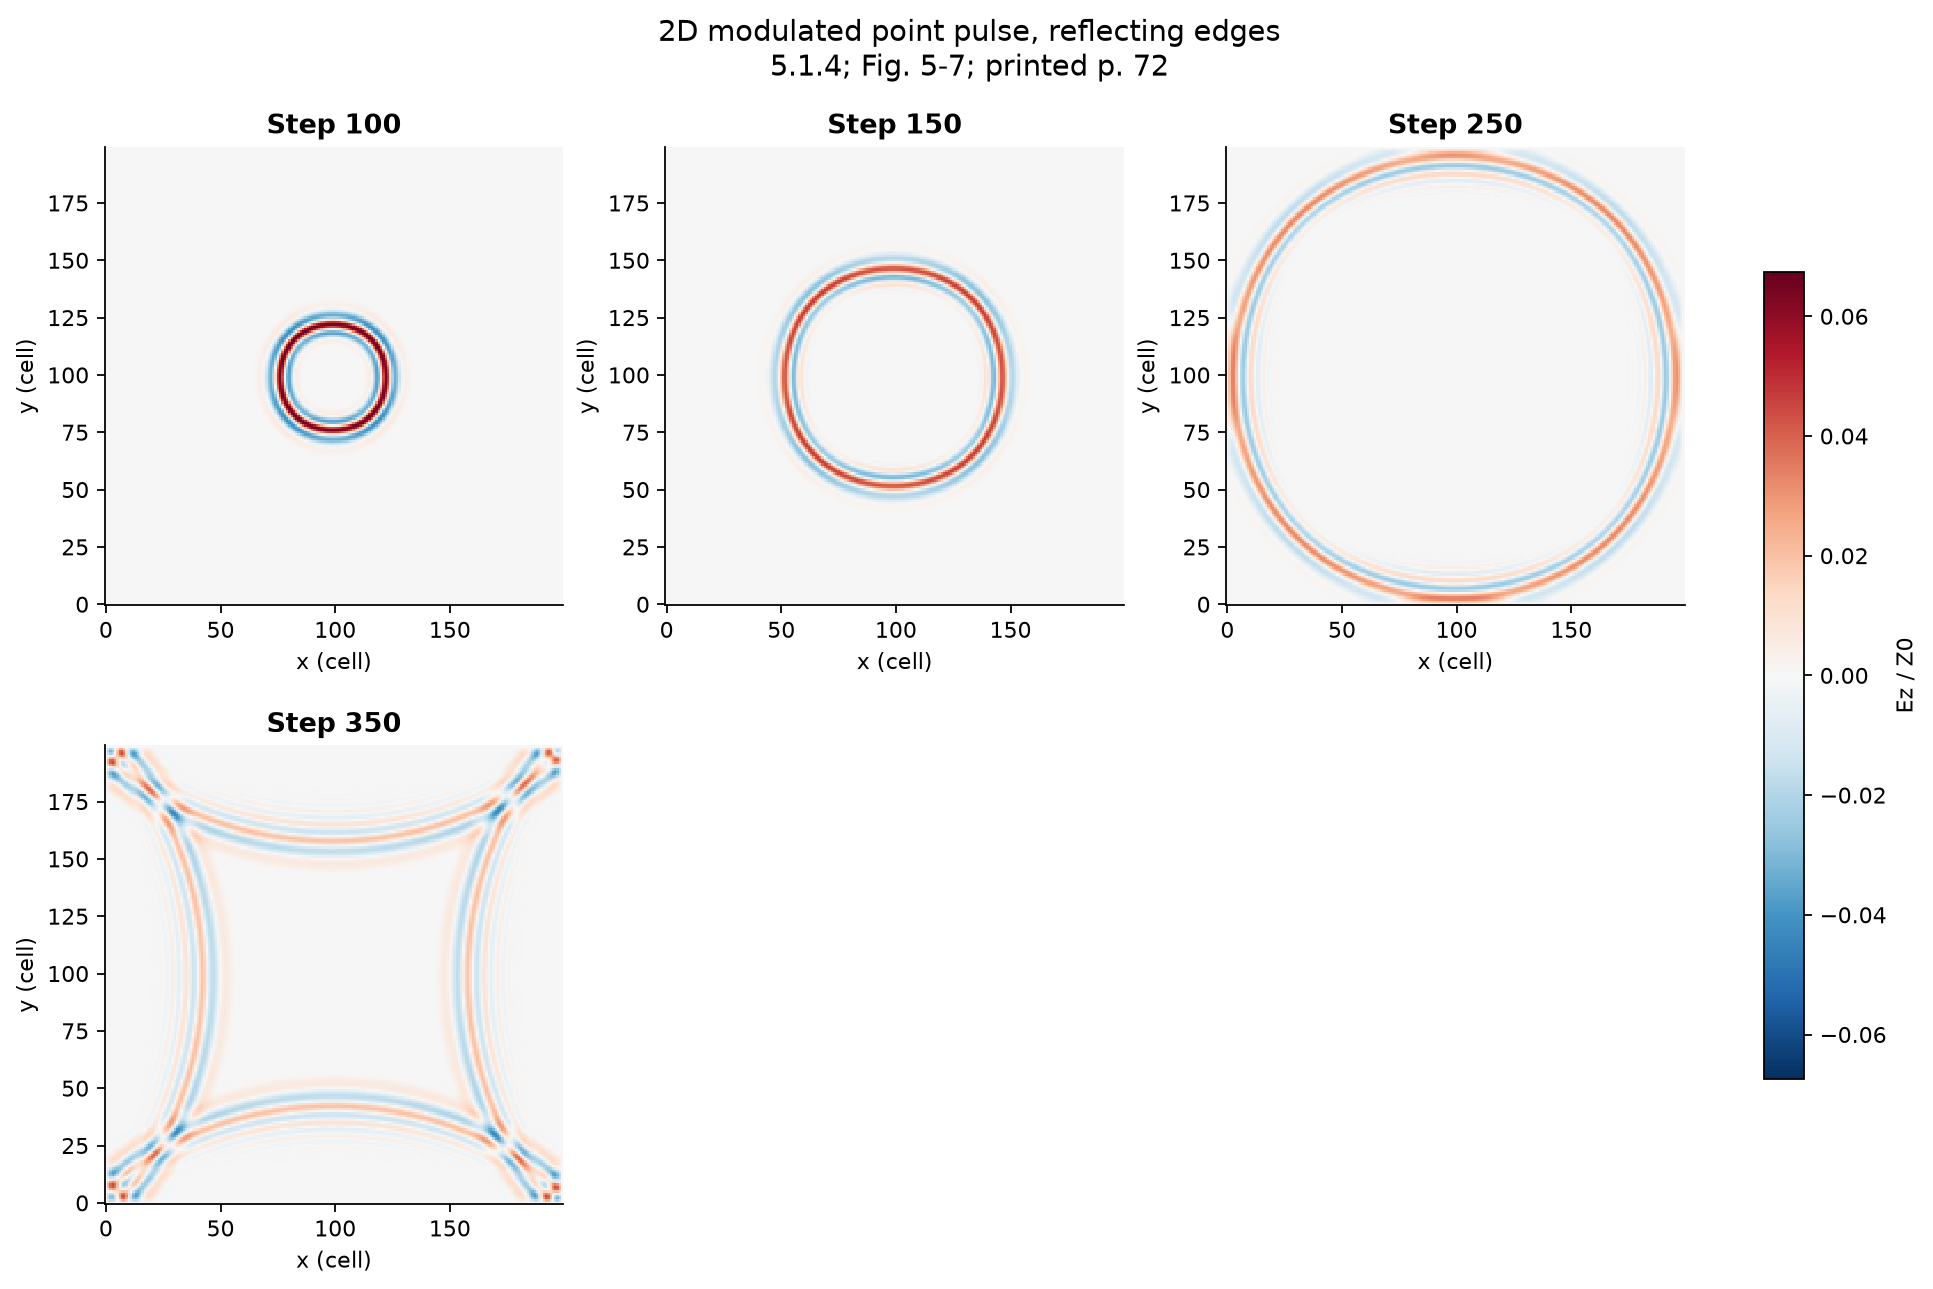 2D modulated point pulse, reflecting edges
5.1.4; Fig. 5-7; printed p. 72
Step 100
175
150
125
100
75
50
25
0
0 50 100 150
x (cell)
y (cell)
Step 150
175
150
125
100
75
50
25
0
0 50 100 150
x (cell)
y (cell)
Step 250
175
150
125
100
75
50
25
0
0 50 100 150
x (cell)
y (cell)
Step 350
175
150
125
100
75
50
25
0
0 50 100 150
x (cell)
y (cell)
0.06
0.04
0.02
0.00
−0.02
−0.04
−0.06
Ez / Z0